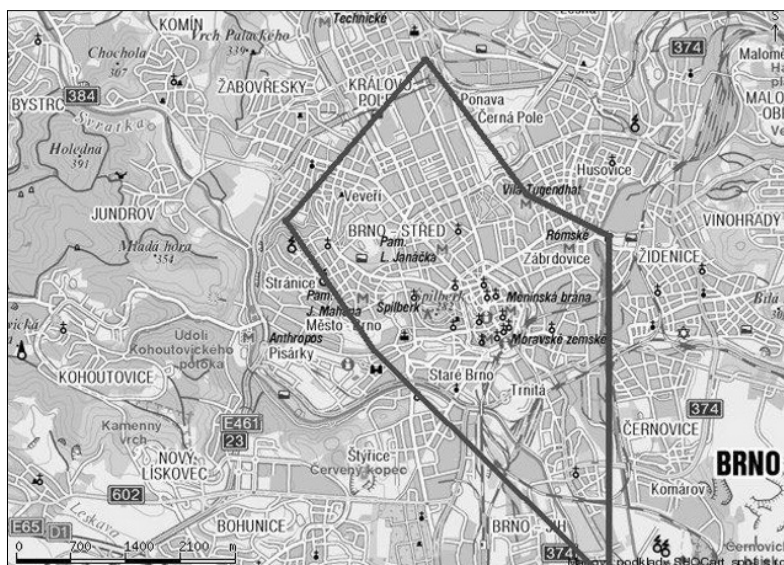 KOMÍN
Technické
Vrch Palackého
339
Chochola
307
374
384
ŽABOVŘESKY
KRÁLOVO
POLE
Ponava
Černá Pole
BYSTRC
Svratka
Holedná
391
Husovice
Veveří
Vila Tugendhat
JUNDROV
VINOHRADY
BRNO - STŘED
Pam.
L. Janáčka
Romské
Mladá hora
354
Zábrdovice
ŽIDENICE
Stránice
Pam.
J. Mahena
Špilberk
Špilberk
Menínská brána
Město Brno
Anthropos
Pisárky
Moravské zemské
Údolí
Kohoutovického
potoka
KOHOUTOVICE
Staré Brno
Trnitá
Kamenný
vrch
E461
23
374
ČERNOVICE
NOVÝ
LÍSKOVEC
Štýřice
Červený kopec
BRNO
602
Komárov
Leskava
E65
D1
BOHUNICE
BRNO - JIH
374
0 700 1400 2100 m